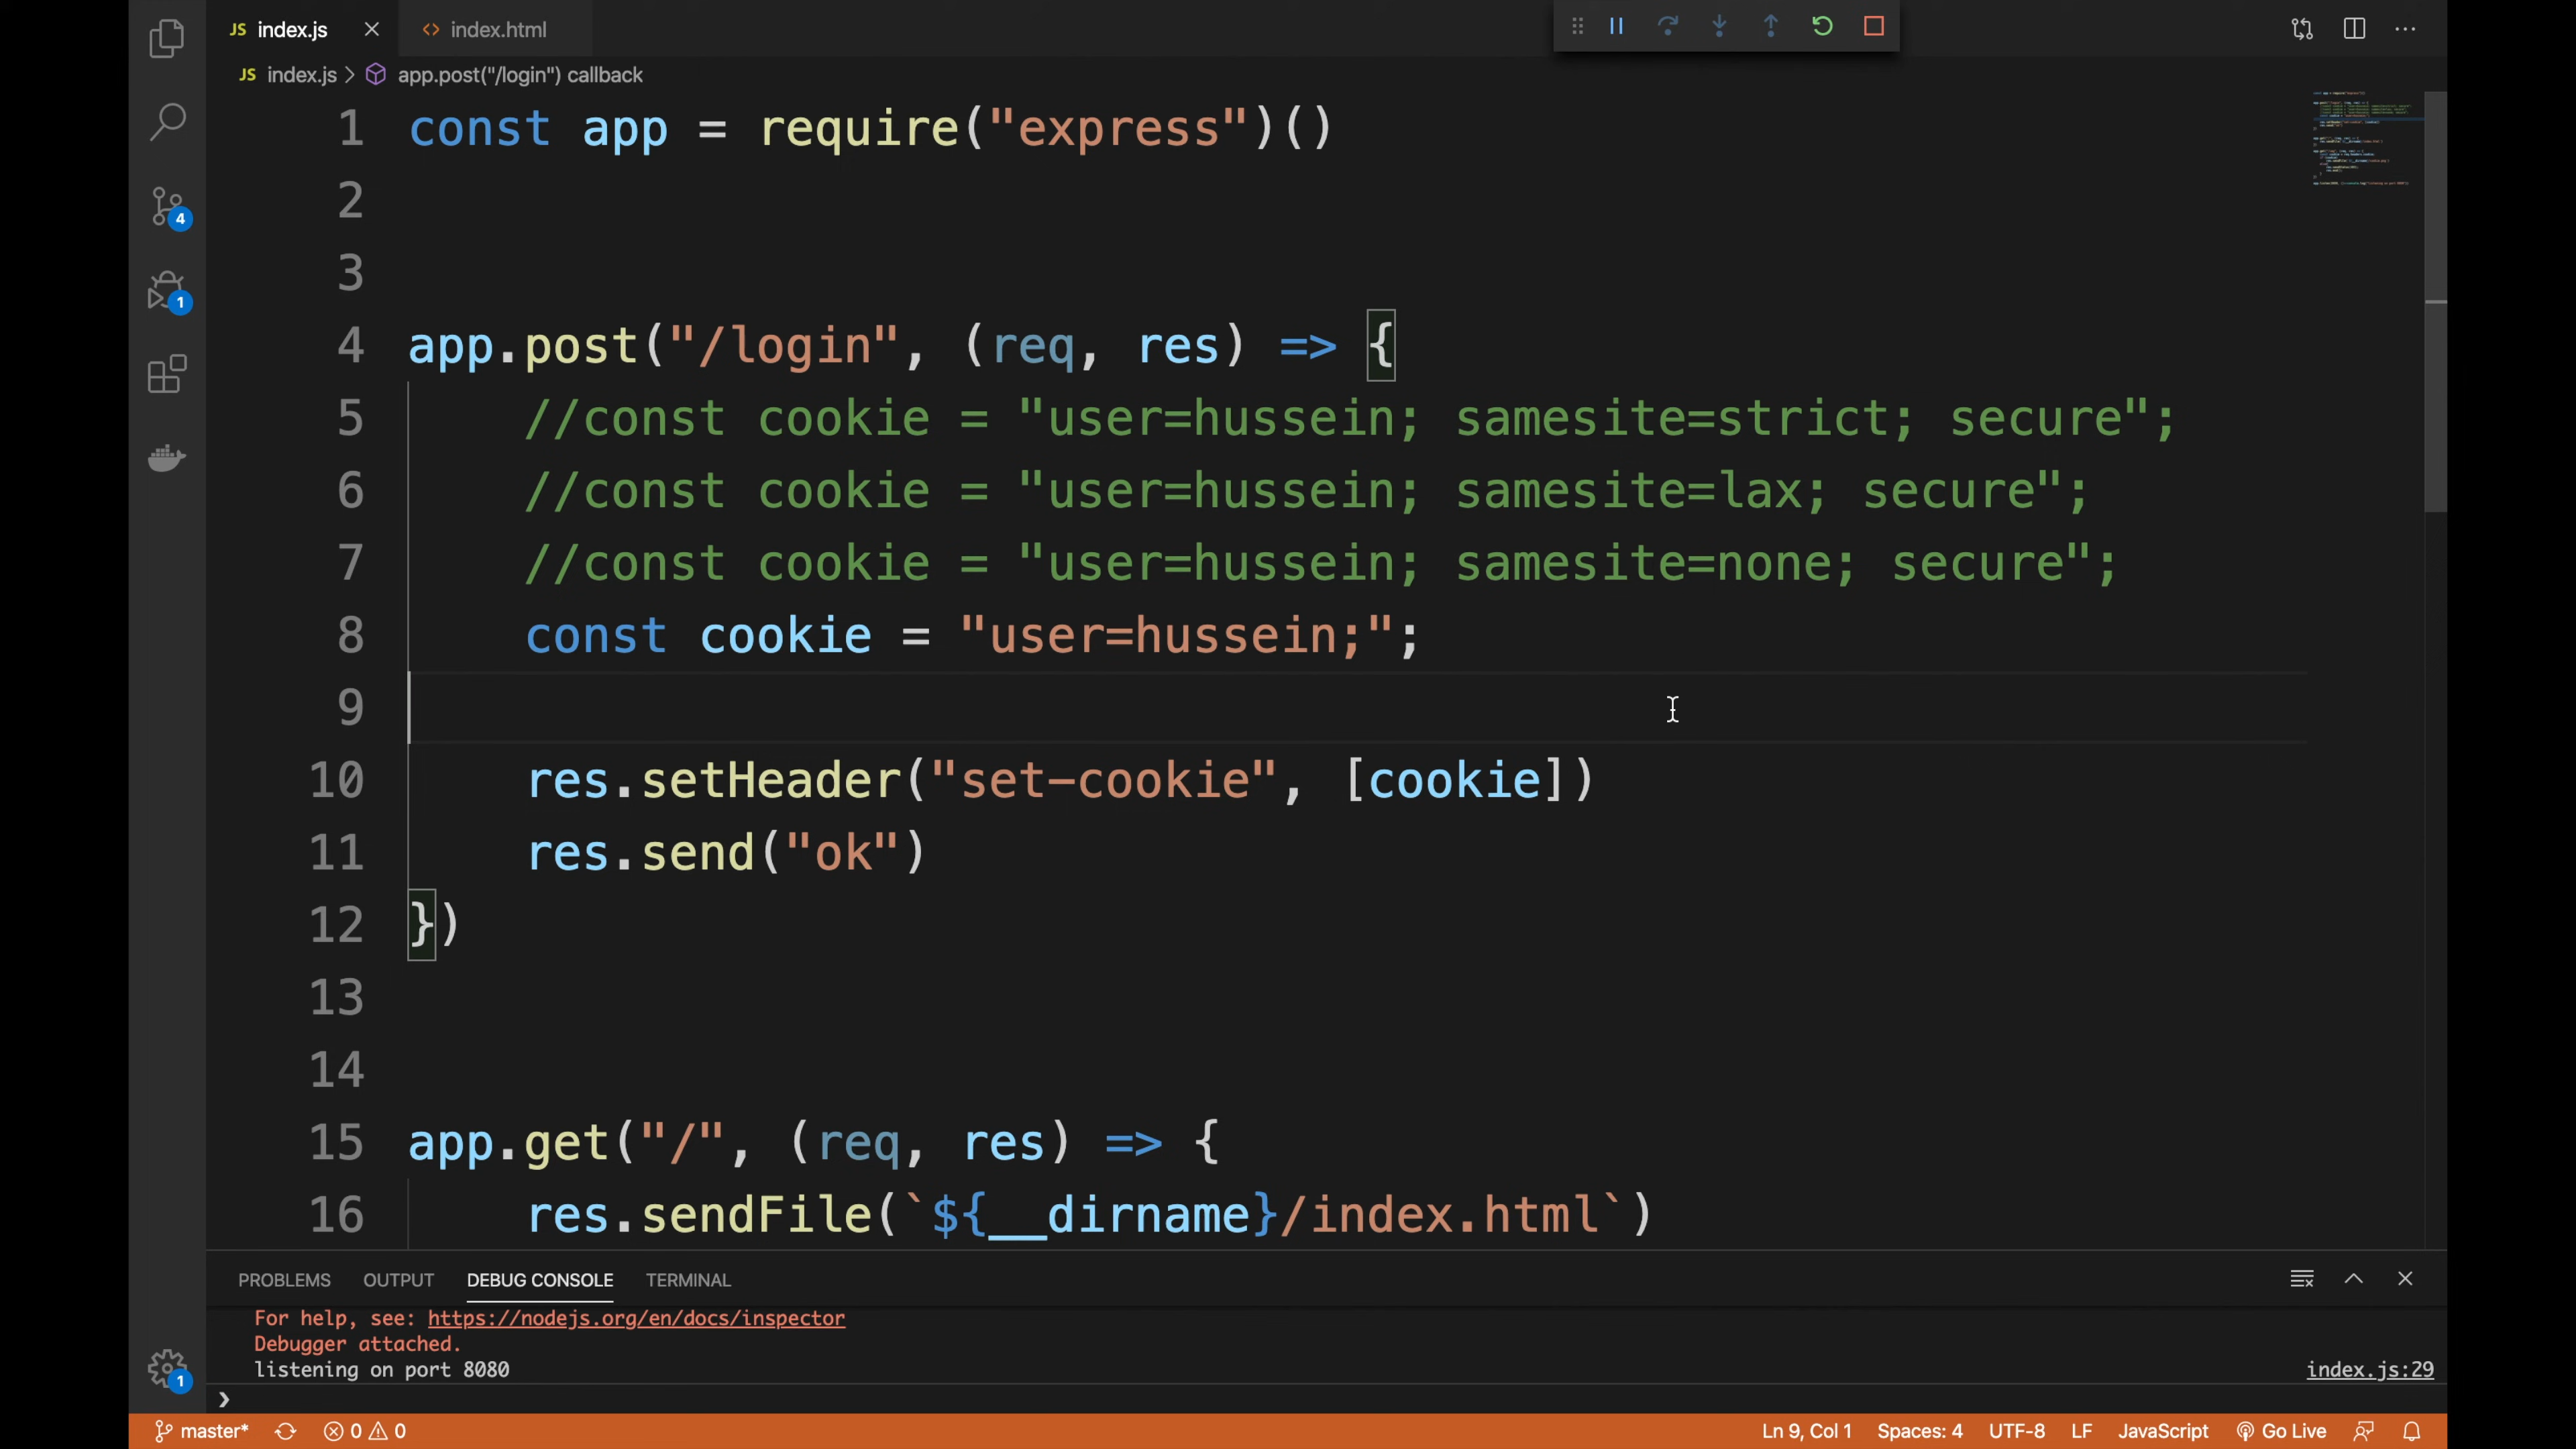 JS index.js × <> index.html
JS index.js > app.post("/login") callback
1 const app = require("express")()
2
3
4 app.post("/login", (req, res) => {
5 //const cookie = "user=hussein; samesite=strict; secure";
6 //const cookie = "user=hussein; samesite=lax; secure";
7 //const cookie = "user=hussein; samesite=none; secure";
8 const cookie = "user=hussein;";
9
10 res.setHeader("set-cookie", [cookie])
11 res.send("ok")
12 })
13
14
15 app.get("/", (req, res) => {
16 res.sendFile(`${__dirname}/index.html`)
4
1
1
PROBLEMS OUTPUT DEBUG CONSOLE TERMINAL
For help, see: https://nodejs.org/en/docs/inspector
Debugger attached.
listening on port 8080 index.js:29
master* 0 0 Ln 9, Col 1 Spaces: 4 UTF-8 LF JavaScript Go Live